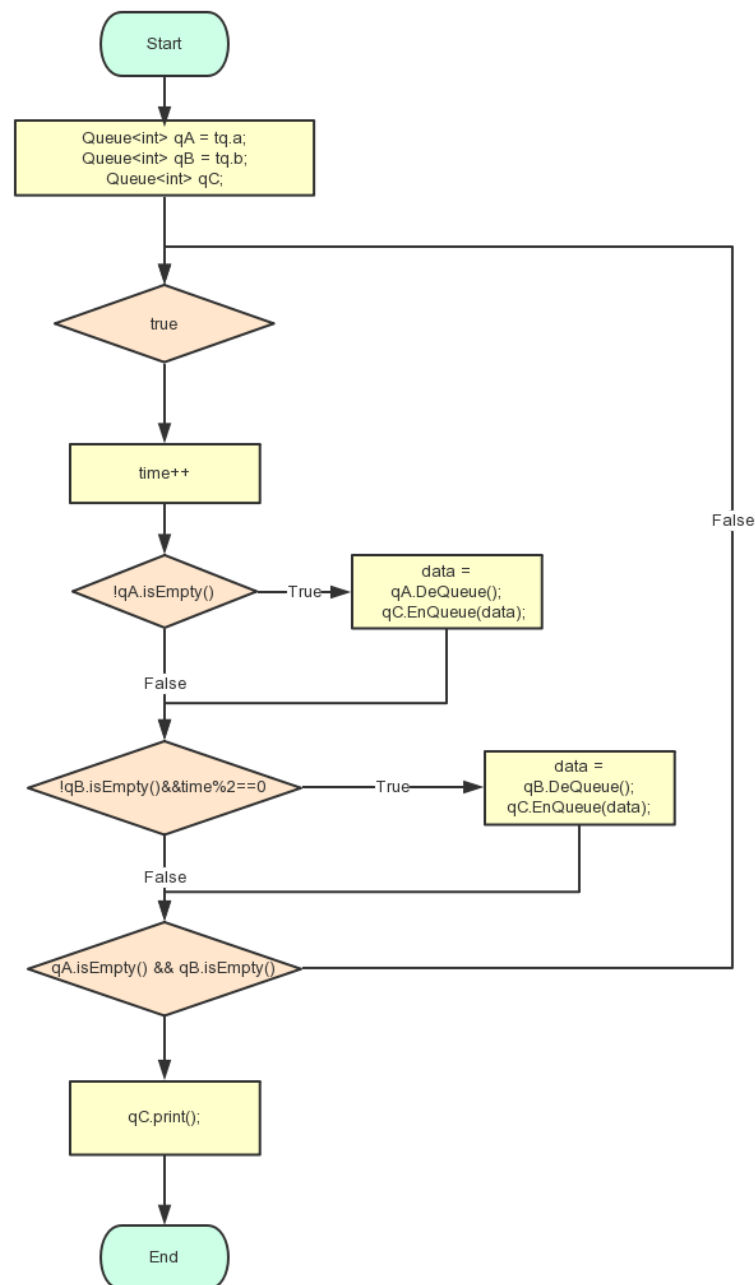 Start
Queue<int> qA = tq.a;
Queue<int> qB = tq.b;
Queue<int> qC;
true
time++
False
!qA.isEmpty()
True
data =
qA.DeQueue();
qC.EnQueue(data);
False
!qB.isEmpty()&&time%2==0
True
data =
qB.DeQueue();
qC.EnQueue(data);
False
qA.isEmpty() && qB.isEmpty()
qC.print();
End